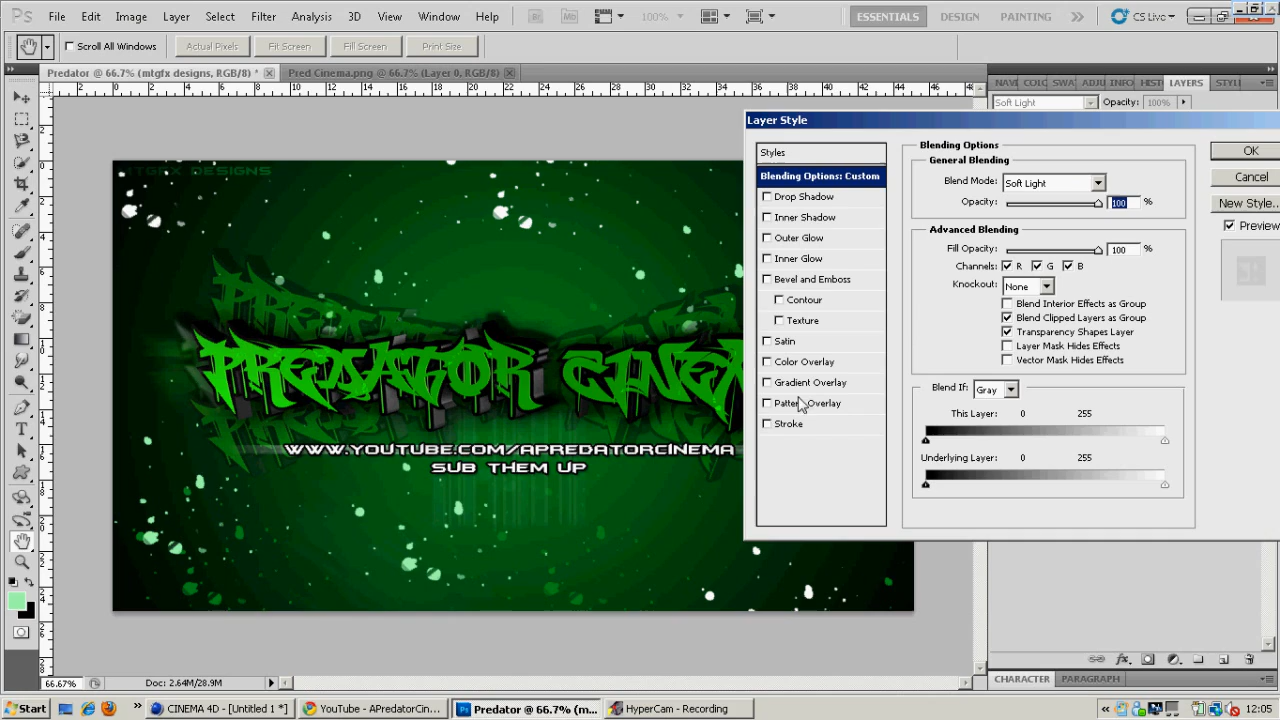 Ps File Edit Image Layer Select Filter Analysis 3D View Window Help Br Mb 100% ESSENTIALS DESIGN PAINTING CS Live
Scroll All Windows Actual Pixels Fit Screen Fill Screen Print Size
Predator @ 66.7% (mtgfx designs, RGB/8) * Pred Cinema.png @ 66.7% (Layer 0, RGB/8)
LAYERS
Soft Light Opacity: 100%
MTGFX DESIGNS
PREDATOR CINEM
WWW.YOUTUBE.COM/APREDATORCINEMA
SUB THEM UP
Layer Style
Styles
Blending Options: Custom
Drop Shadow
Inner Shadow
Outer Glow
Inner Glow
Bevel and Emboss
Contour
Texture
Satin
Color Overlay
Gradient Overlay
Pattern Overlay
Stroke
Blending Options
General Blending
Blend Mode: Soft Light
Opacity: 100 %
Advanced Blending
Fill Opacity: 100 %
Channels: R G B
Knockout: None
Blend Interior Effects as Group
Blend Clipped Layers as Group
Transparency Shapes Layer
Layer Mask Hides Effects
Vector Mask Hides Effects
Blend If: Gray
This Layer: 0 255
Underlying Layer: 0 255
OK
Cancel
New Style...
Preview
CHARACTER PARAGRAPH
66.67% Doc: 2.64M/28.9M
Start CINEMA 4D - [Untitled 1 *] YouTube - APredatorCin... Predator @ 66.7% (m... HyperCam - Recording 12:05